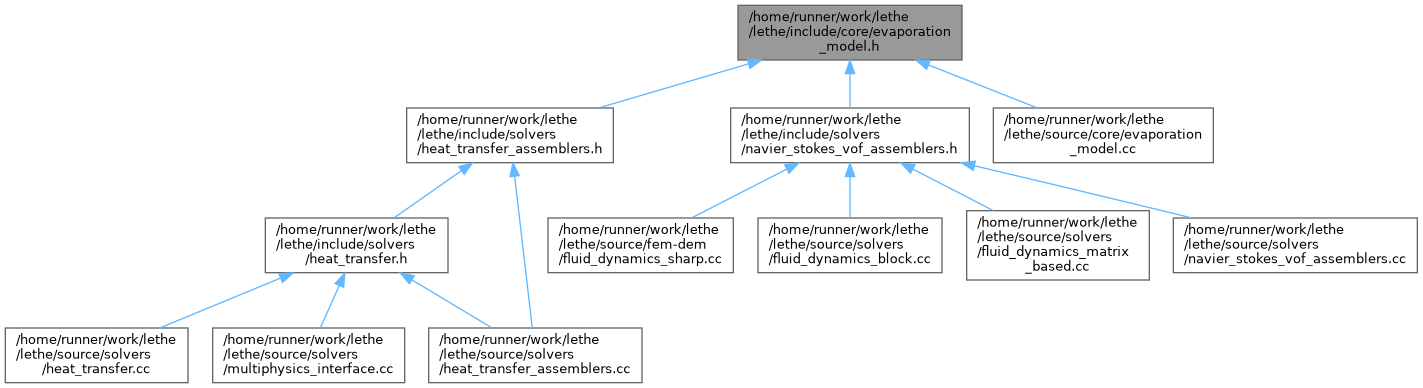 /home/runner/work/lethe
/lethe/include/core/evaporation
_model.h
/home/runner/work/lethe
/lethe/include/solvers
/heat_transfer_assemblers.h
/home/runner/work/lethe
/lethe/include/solvers
/navier_stokes_vof_assemblers.h
/home/runner/work/lethe
/lethe/source/core/evaporation
_model.cc
/home/runner/work/lethe
/lethe/include/solvers
/heat_transfer.h
/home/runner/work/lethe
/lethe/source/fem-dem
/fluid_dynamics_sharp.cc
/home/runner/work/lethe
/lethe/source/solvers
/fluid_dynamics_block.cc
/home/runner/work/lethe
/lethe/source/solvers
/fluid_dynamics_matrix
_based.cc
/home/runner/work/lethe
/lethe/source/solvers
/navier_stokes_vof_assemblers.cc
/home/runner/work/lethe
/lethe/source/solvers
/heat_transfer.cc
/home/runner/work/lethe
/lethe/source/solvers
/multiphysics_interface.cc
/home/runner/work/lethe
/lethe/source/solvers
/heat_transfer_assemblers.cc